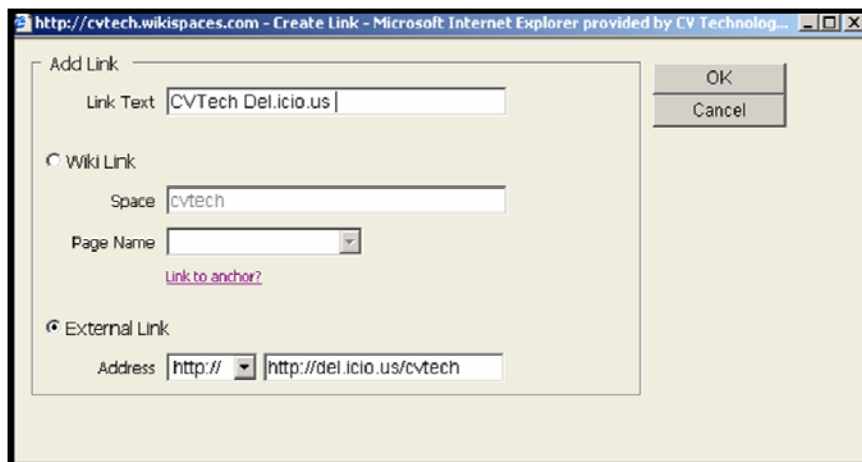 http://cvtech.wikispaces.com - Create Link - Microsoft Internet Explorer provided by CV Technolog...
Add Link
OK
Link Text CVTech Del.icio.us
Cancel
Wiki Link
Space cvtech
Page Name
Link to anchor?
External Link
Address http:// http://del.icio.us/cvtech